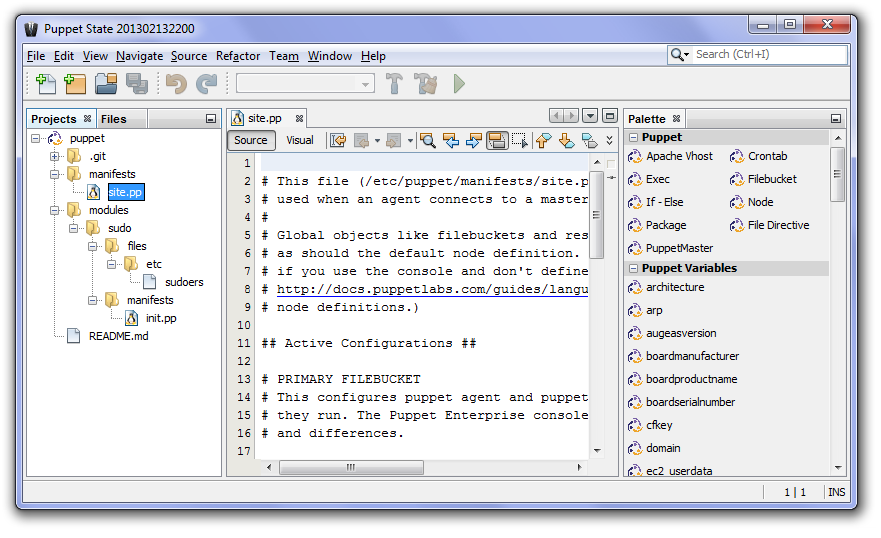 Puppet State 201302132200
File Edit View Navigate Source Refactor Team Window Help
Search (Ctrl+I)
Projects Files
puppet
.git
manifests
site.pp
modules
sudo
files
etc
sudoers
manifests
init.pp
README.md
site.pp
Source Visual
1
2 # This file (/etc/puppet/manifests/site.p
3 # used when an agent connects to a master
4 #
5 # Global objects like filebuckets and res
6 # as should the default node definition.
7 # if you use the console and don't define
8 # http://docs.puppetlabs.com/guides/langu
9 # node definitions.)
10
11 ## Active Configurations ##
12
13 # PRIMARY FILEBUCKET
14 # This configures puppet agent and puppet
15 # they run. The Puppet Enterprise console
16 # and differences.
17
Palette
Puppet
Apache Vhost Crontab
Exec Filebucket
If - Else Node
Package File Directive
PuppetMaster
Puppet Variables
architecture
arp
augeasversion
boardmanufacturer
boardproductname
boardserialnumber
cfkey
domain
ec2_userdata
1 | 1 INS